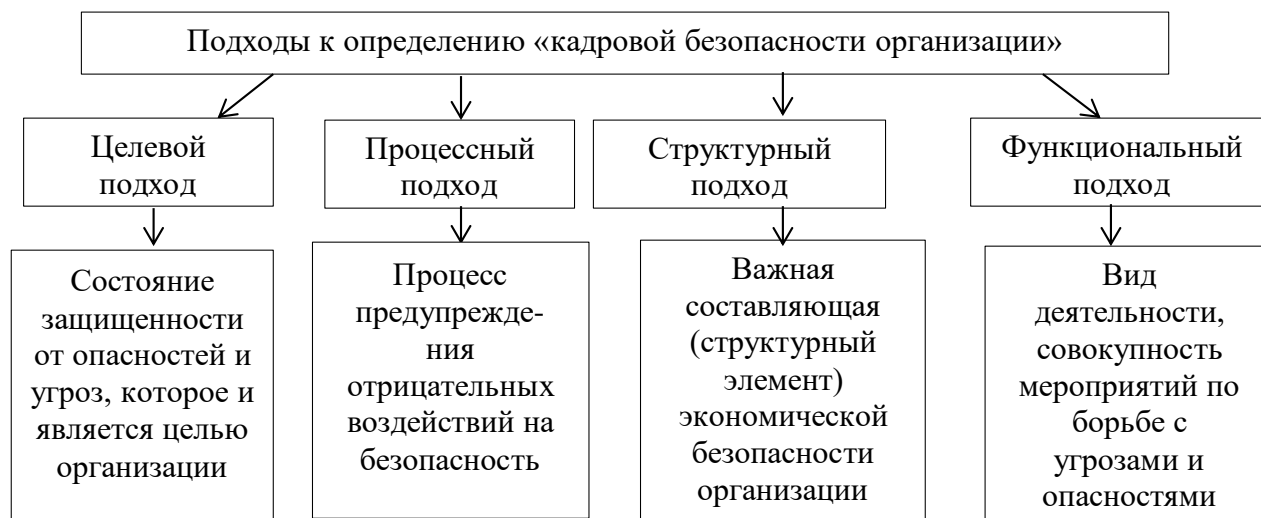 Подходы к определению «кадровой безопасности организации»
Целевой
подход
Процессный
подход
Структурный
подход
Функциональный
подход
Состояние
защищенности
от опасностей и
угроз, которое и
является целью
организации
Процесс
предупрежде-
ния
отрицательных
воздействий на
безопасность
Важная
составляющая
(структурный
элемент)
экономической
безопасности
организации
Вид
деятельности,
совокупность
мероприятий по
борьбе с
угрозами и
опасностями